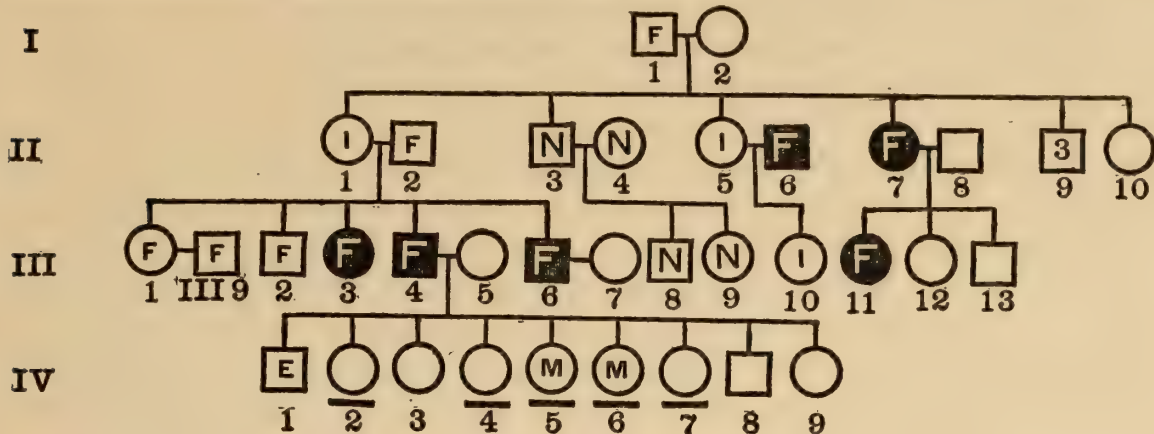 I
F
1 2
II
I F N N I F F 3
1 2 3 4 5 6 7 8 9 10
III
F F F F F F N N I F
1 III 9 2 3 4 5 6 7 8 9 10 11 12 13
IV
E M M
1 2 3 4 5 6 7 8 9